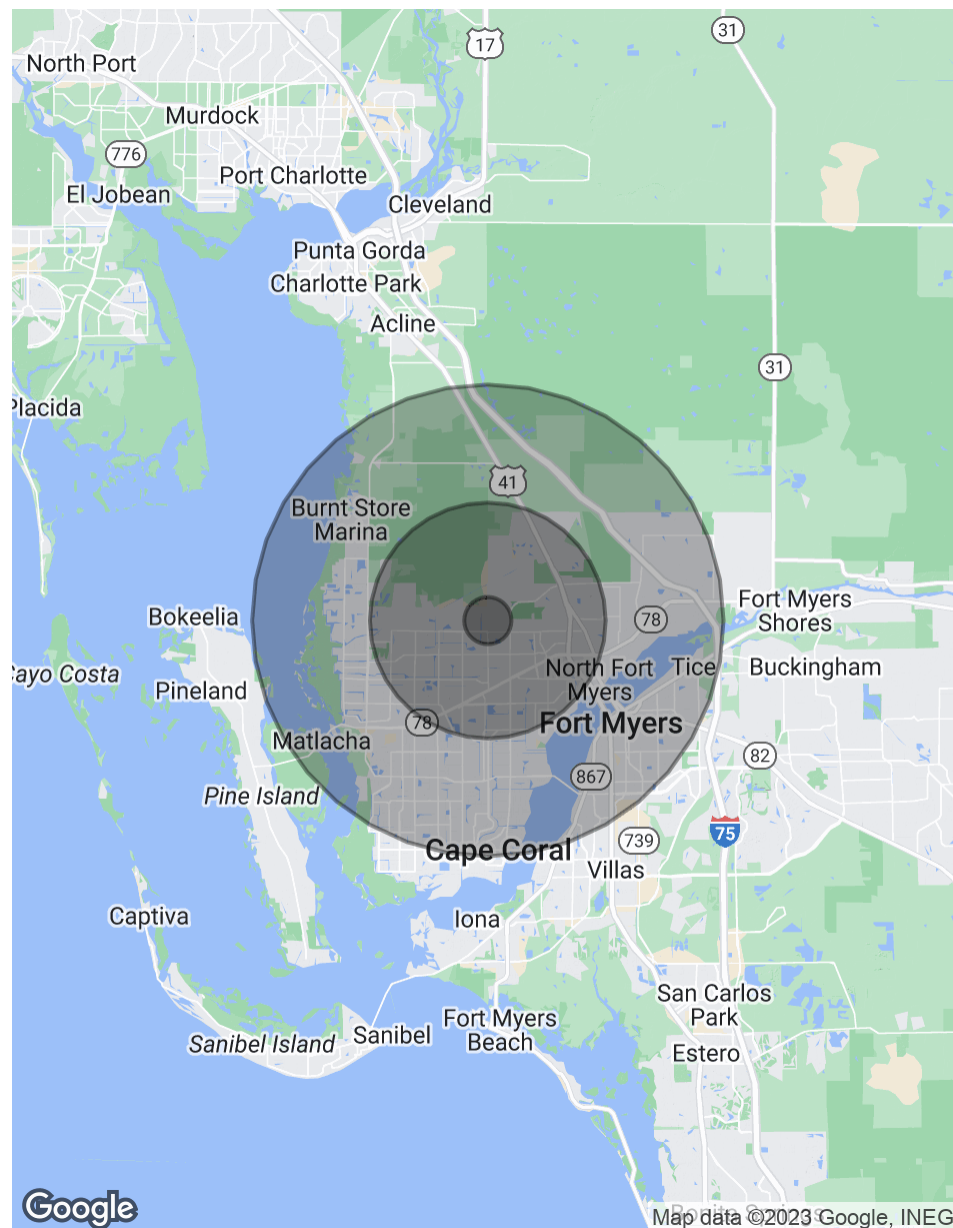 31
17
North Port
Murdock
776
Port Charlotte
El Jobean
Cleveland
Punta Gorda
Charlotte Park
Acline
31
Placida
41
Burnt Store
Marina
Fort Myers
Shores
Bokeelia
78
North Fort
Myers
Tice
Buckingham
Cayo Costa
Pineland
78
Fort Myers
Matlacha
82
867
Pine Island
75
739
Cape Coral
Villas
Captiva
Iona
San Carlos
Park
Fort Myers
Beach
Sanibel
Sanibel Island
Estero
Bonita Springs
Google
Map data ©2023 Google, INEG